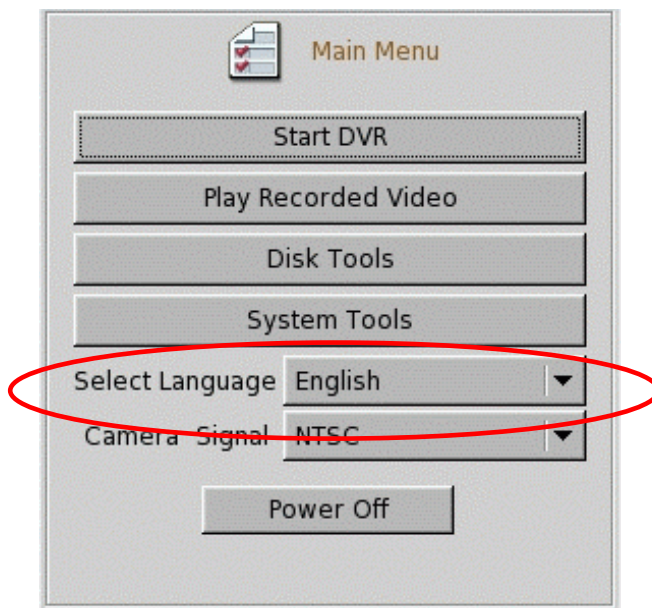 Main Menu
Start DVR
Play Recorded Video
Disk Tools
System Tools
Select Language English
Camera Signal NTSC
Power Off